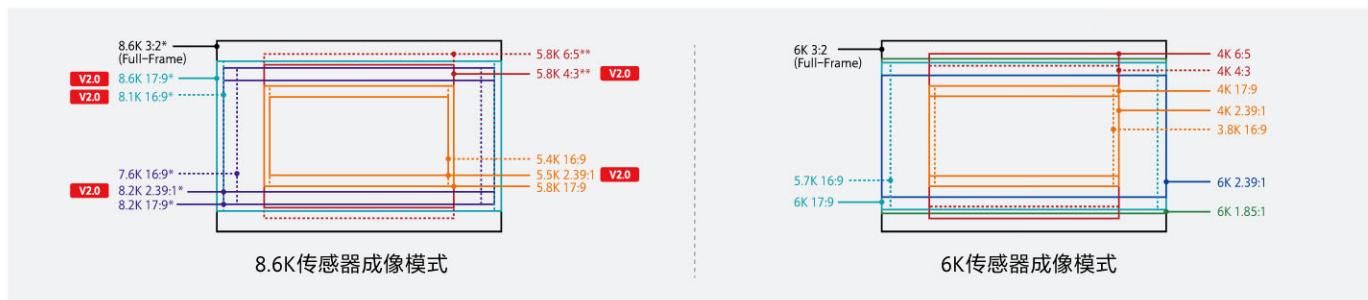 8.6K 3:2*
(Full-Frame)
V2.0 8.6K 17:9*
V2.0 8.1K 16:9*
7.6K 16:9*
V2.0 8.2K 2.39:1*
8.2K 17:9*
5.8K 6:5**
5.8K 4:3** V2.0
5.4K 16:9
5.5K 2.39:1 V2.0
5.8K 17:9
8.6K传感器成像模式
6K 3:2
(Full-Frame)
5.7K 16:9
6K 17:9
4K 6:5
4K 4:3
4K 17:9
4K 2.39:1
3.8K 16:9
6K 2.39:1
6K 1.85:1
6K传感器成像模式